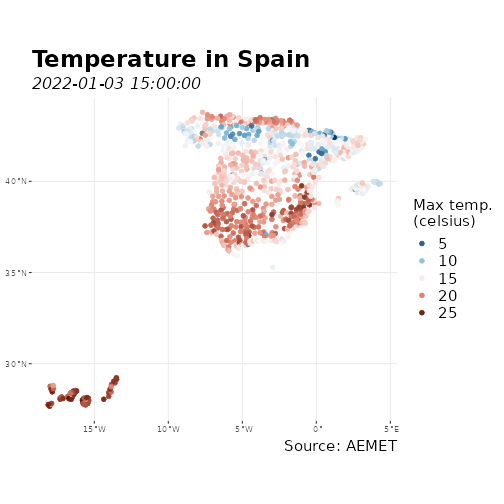 Temperature in Spain
2022-01-03 15:00:00
40°N
35°N
30°N
15°W
10°W
5°W
0°
5°E
Max temp.
(celsius)
5
10
15
20
25
Source: AEMET